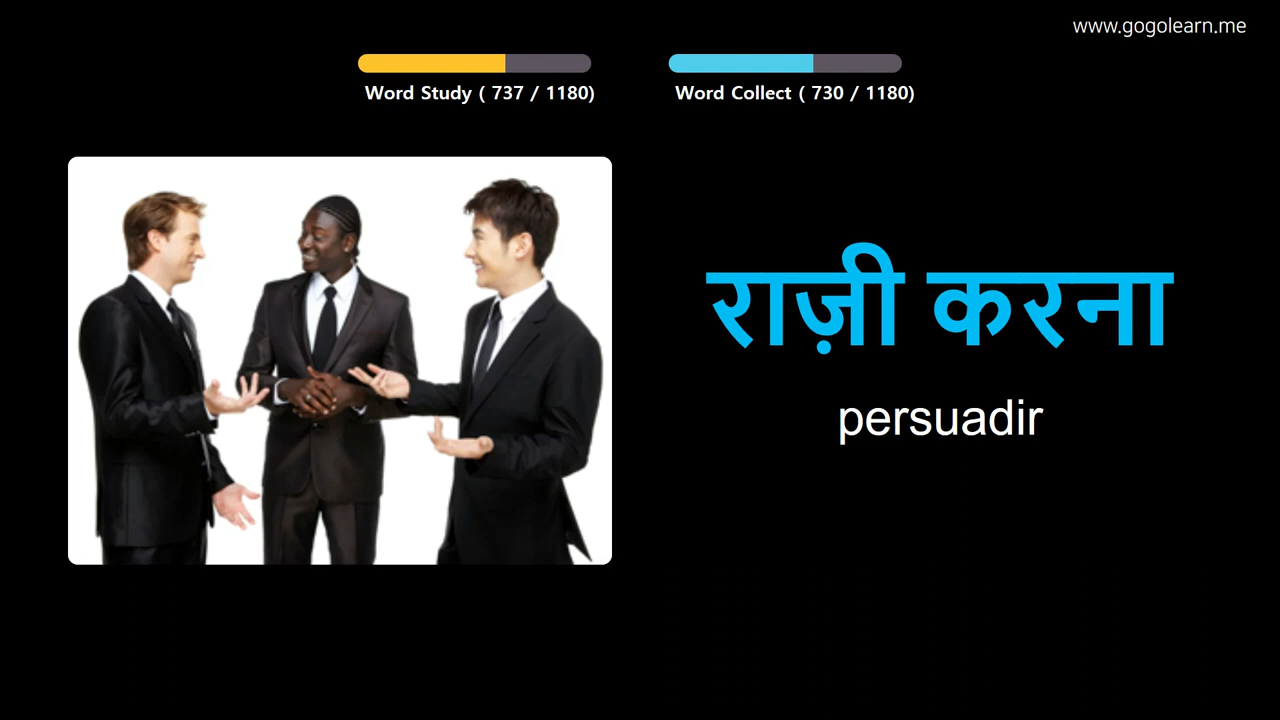 www.gogolearn.me
Word Study ( 737 / 1180)
Word Collect ( 730 / 1180)
राज़ी करना
persuadir